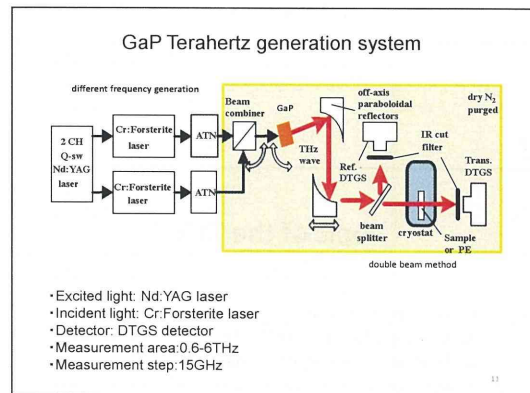 GaP Terahertz generation system
different frequency generation
2 CH
Q-sw
Nd:YAG
laser
Cr:Forsterite
laser
ATN
Cr:Forsterite
laser
ATN
Beam
combiner
GaP
off-axis
paraboloidal
reflectors
dry N2
purged
THz
wave
Ref.
DTGS
IR cut
filter
Trans.
DTGS
beam
splitter
cryostat
Sample
or PE
double beam method
・Excited light: Nd:YAG laser
・Incident light: Cr:Forsterite laser
・Detector: DTGS detector
・Measurement area:0.6-6THz
・Measurement step:15GHz